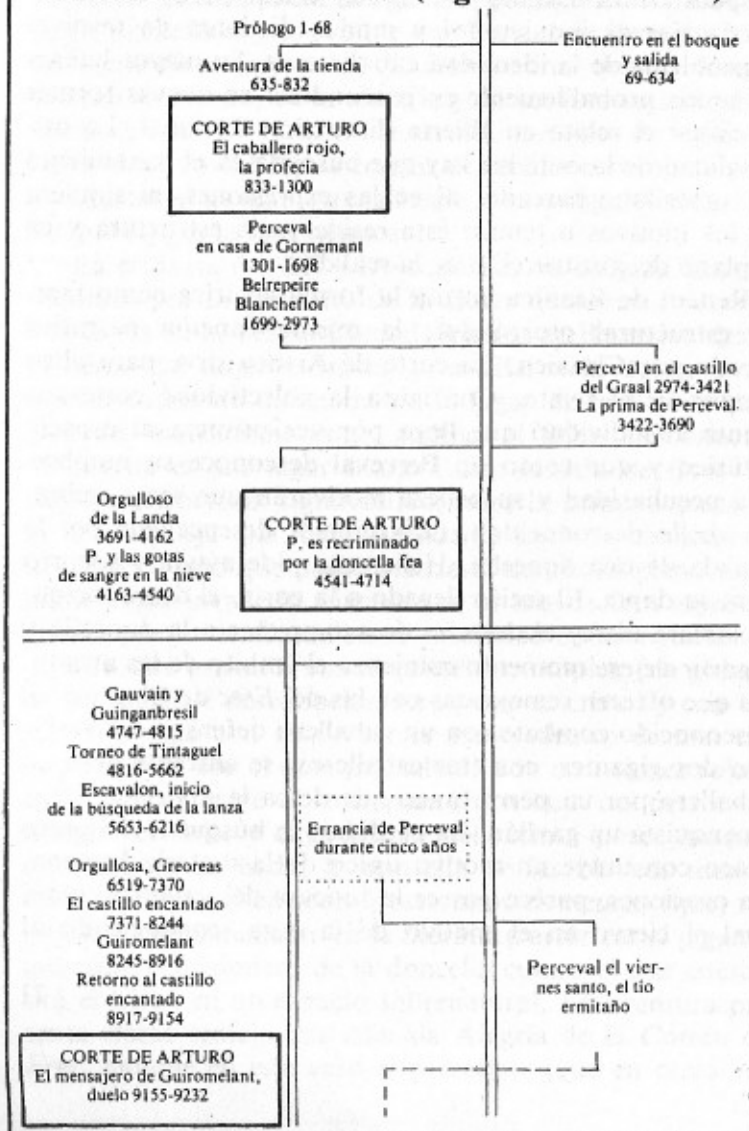 Prólogo 1-68
Encuentro en el bosque
y salida
69-634
Aventura de la tienda
635-832
CORTE DE ARTURO
El caballero rojo,
la profecía
833-1300
Perceval
en casa de Gornemant
1301-1698
Belrepeire
Blancheflor
1699-2973
Perceval en el castillo
del Graal 2974-3421
La prima de Perceval
3422-3690
Orgulloso
de la Landa
3691-4162
P. y las gotas
de sangre en la nieve
4163-4540
CORTE DE ARTURO
P. es recriminado
por la doncella fea
4541-4714
Gauvain y
Guinganbresil
4747-4815
Torneo de Tintaguel
4816-5662
Escavalon, inicio
de la búsqueda de la lanza
5653-6216
Orgullosa, Greoreas
6519-7370
El castillo encantado
7371-8244
Guiromelant
8245-8916
Retorno al castillo
encantado
8917-9154
Errancia de Perceval
durante cinco años
Perceval el vier-
nes santo, el tío
ermitaño
CORTE DE ARTURO
El mensajero de Guiromelant,
duelo 9155-9232